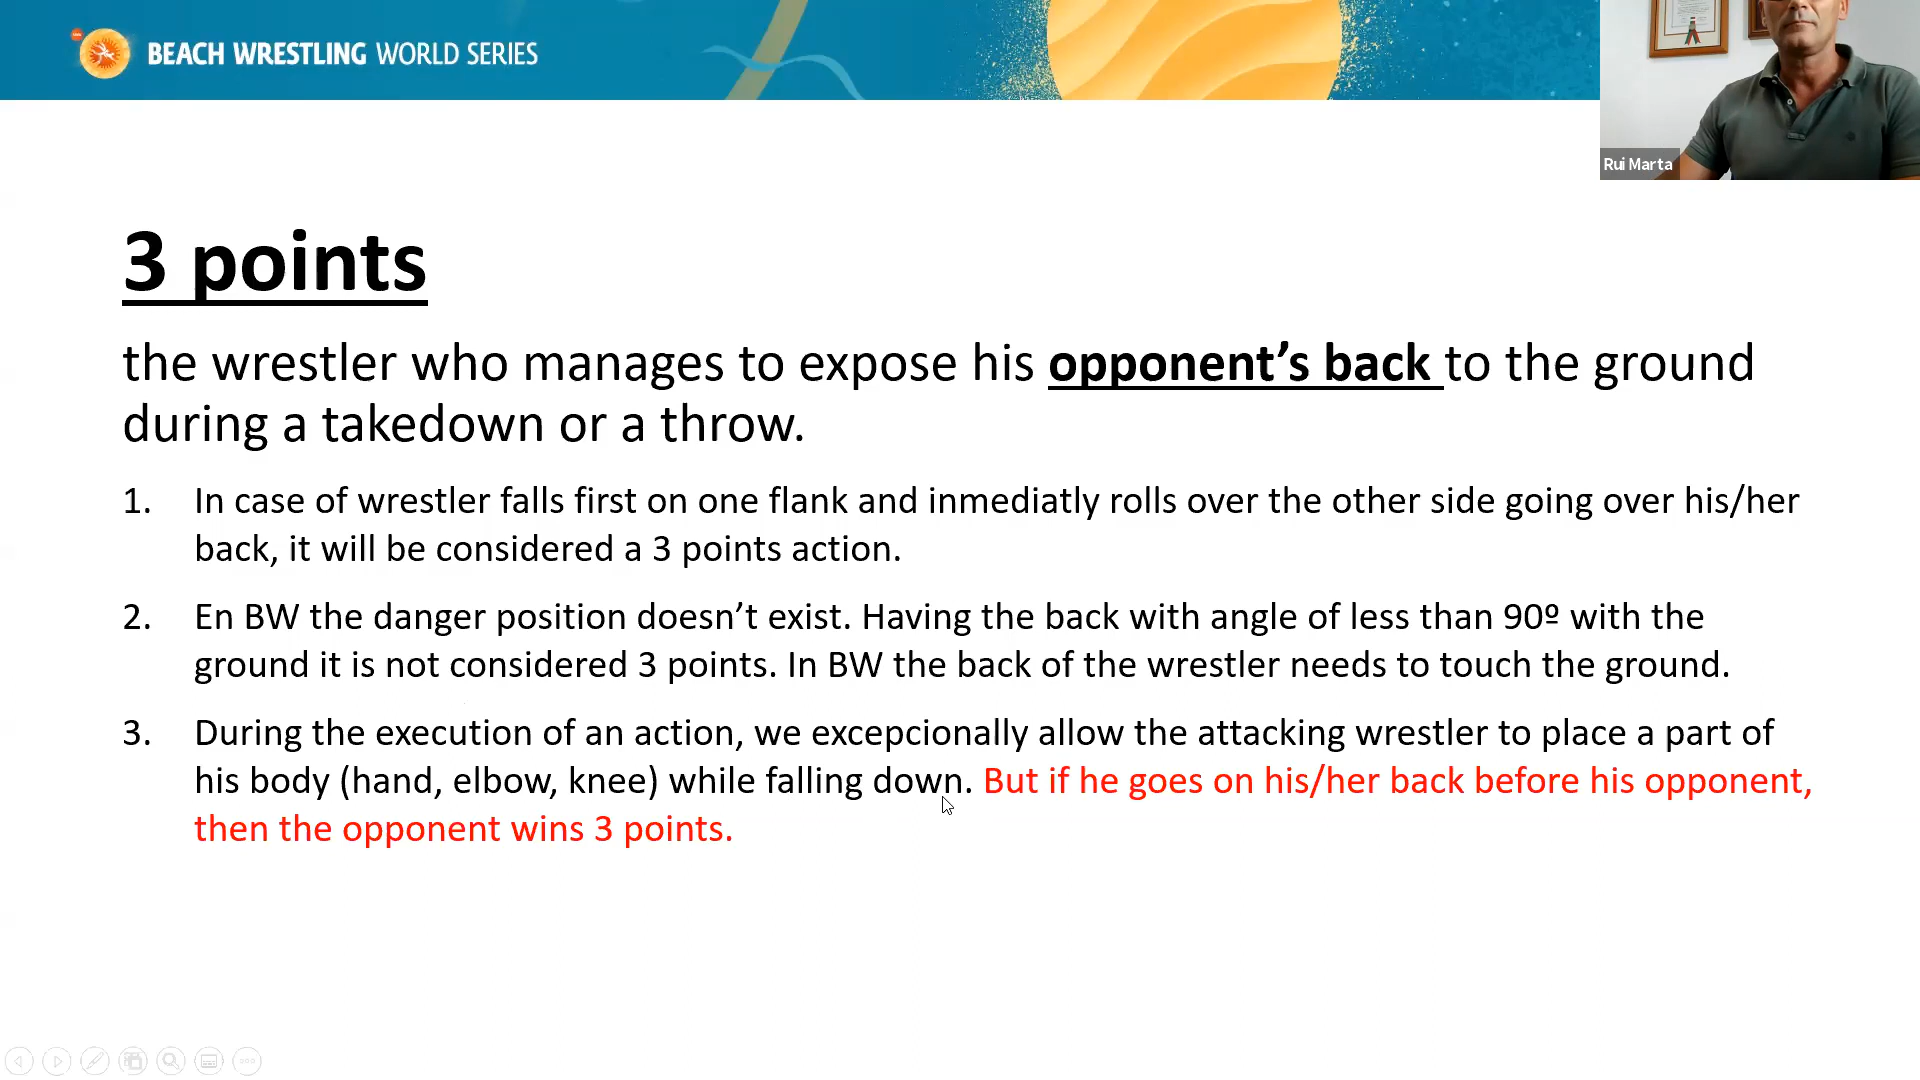 BEACH WRESTLING WORLD SERIES
Rui Marta
3 points
the wrestler who manages to expose his opponent’s back to the ground
during a takedown or a throw.
1. In case of wrestler falls first on one flank and inmediatly rolls over the other side going over his/her
back, it will be considered a 3 points action.
2. En BW the danger position doesn’t exist. Having the back with angle of less than 90º with the
ground it is not considered 3 points. In BW the back of the wrestler needs to touch the ground.
3. During the execution of an action, we excepcionally allow the attacking wrestler to place a part of
his body (hand, elbow, knee) while falling down. But if he goes on his/her back before his opponent,
then the opponent wins 3 points.